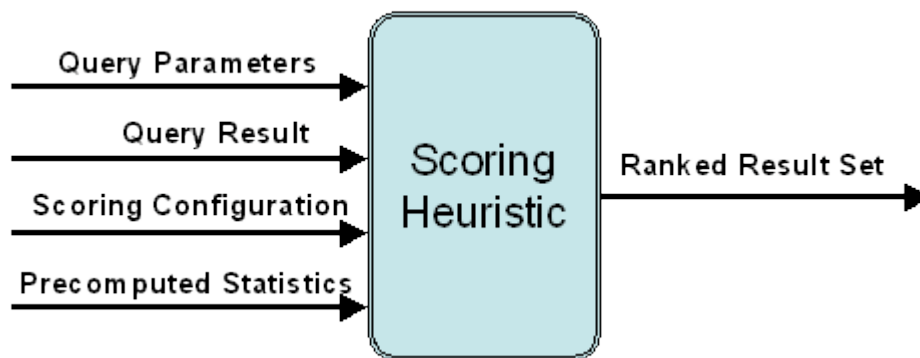 Query Parameters
Query Result
Scoring Configuration
Precomputed Statistics
Scoring
Heuristic
Ranked Result Set